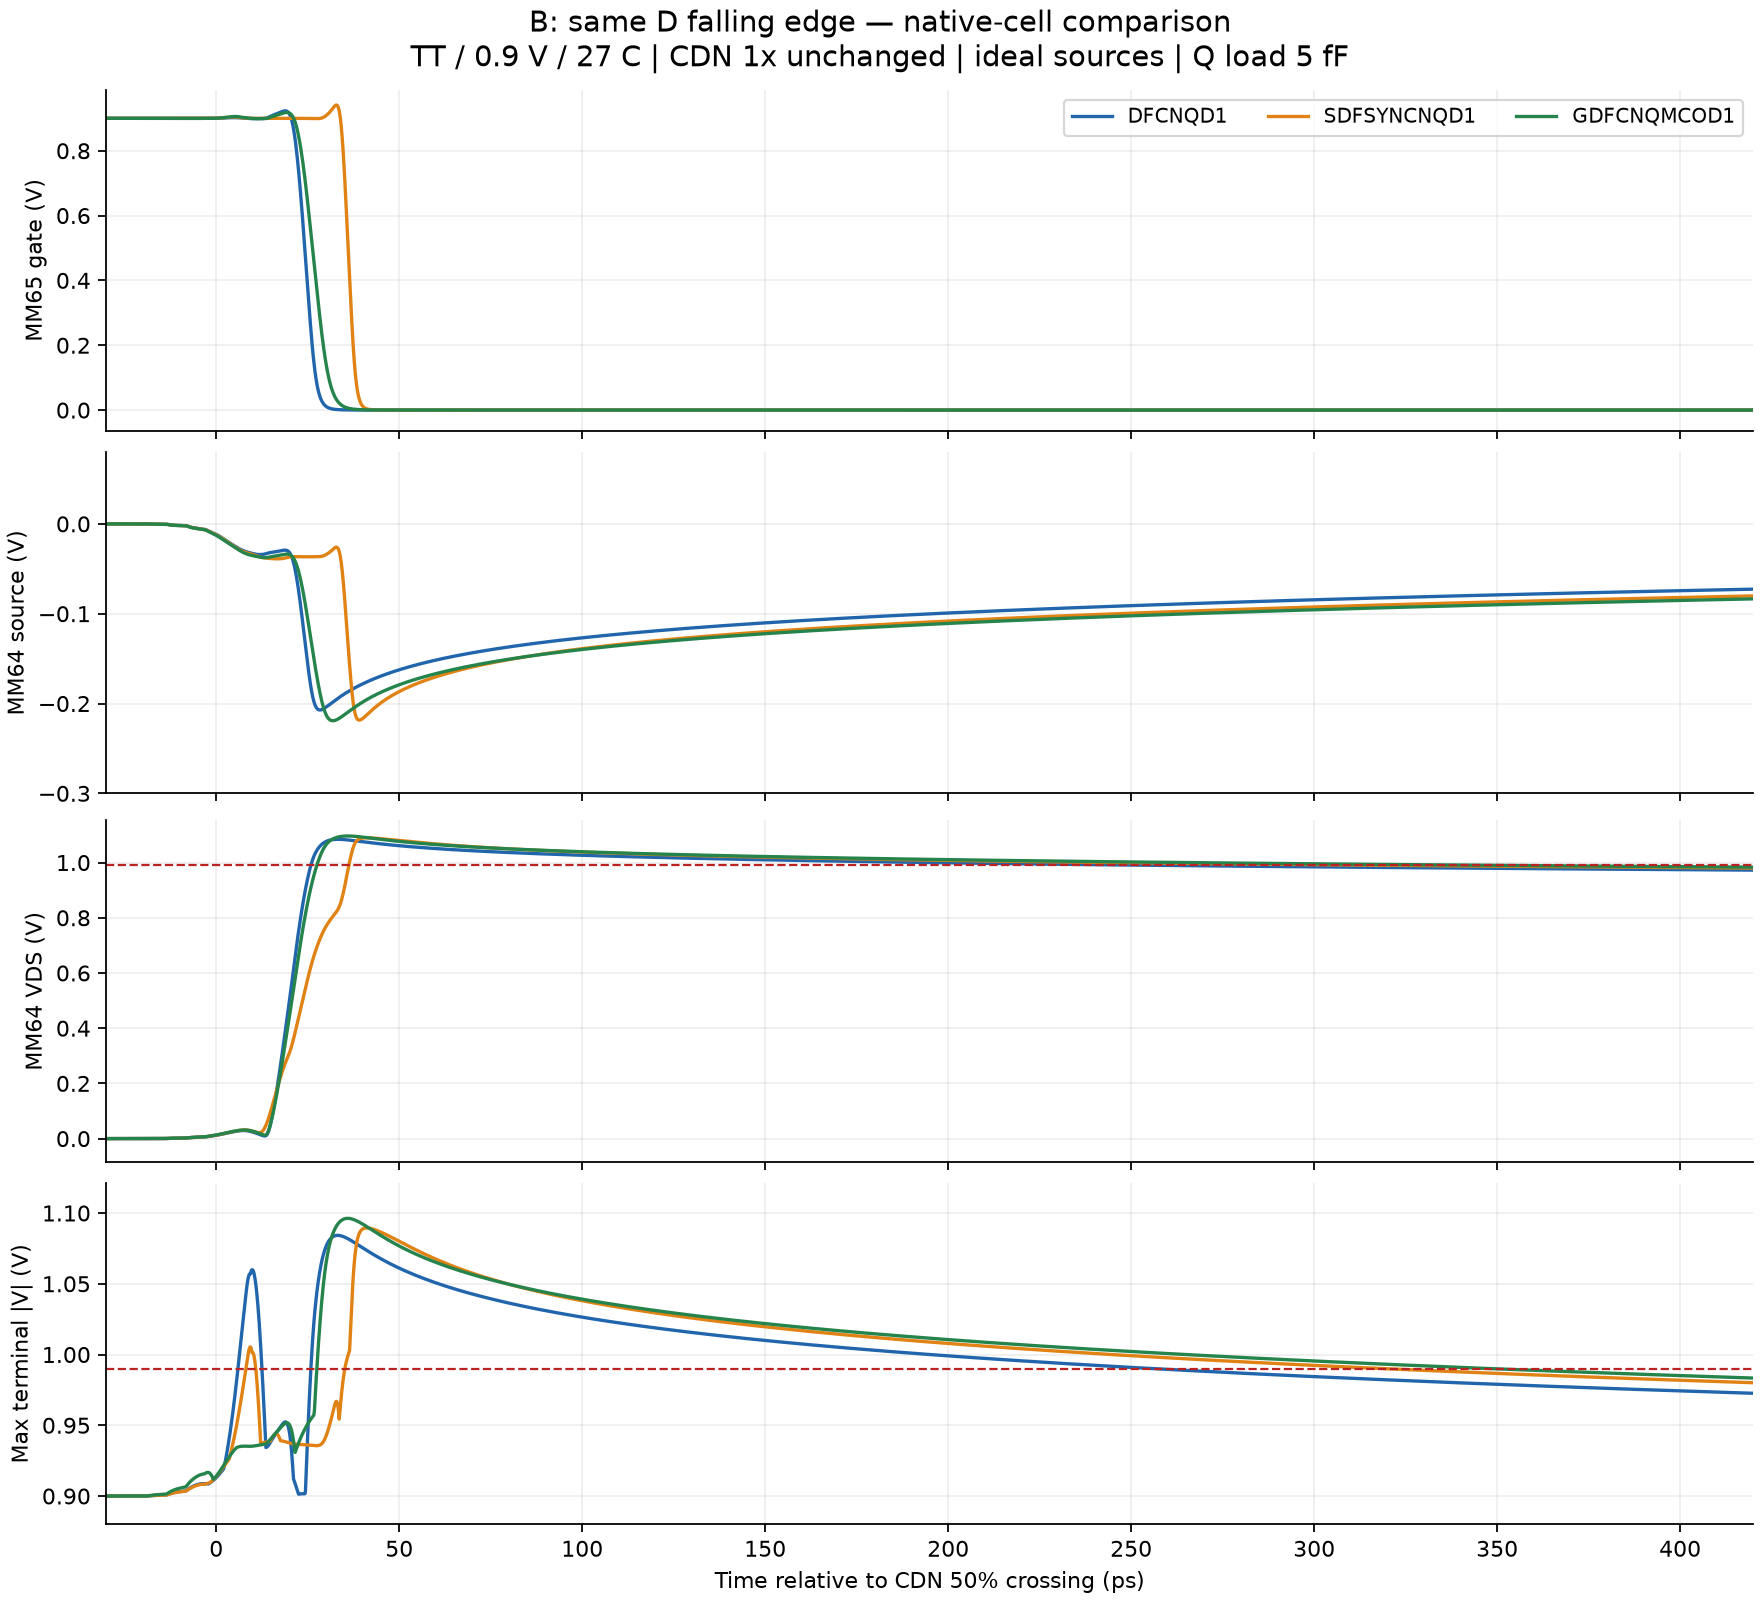 B: same D falling edge — native-cell comparison
TT / 0.9 V / 27 C | CDN 1x unchanged | ideal sources | Q load 5 fF
DFCNQD1 SDFSYNCNQD1 GDFCNQMCOD1
MM65 gate (V)
0.8
0.6
0.4
0.2
0.0
MM64 source (V)
0.0
−0.1
−0.2
−0.3
MM64 VDS (V)
1.0
0.8
0.6
0.4
0.2
0.0
Max terminal |V| (V)
1.10
1.05
1.00
0.95
0.90
0 50 100 150 200 250 300 350 400
Time relative to CDN 50% crossing (ps)